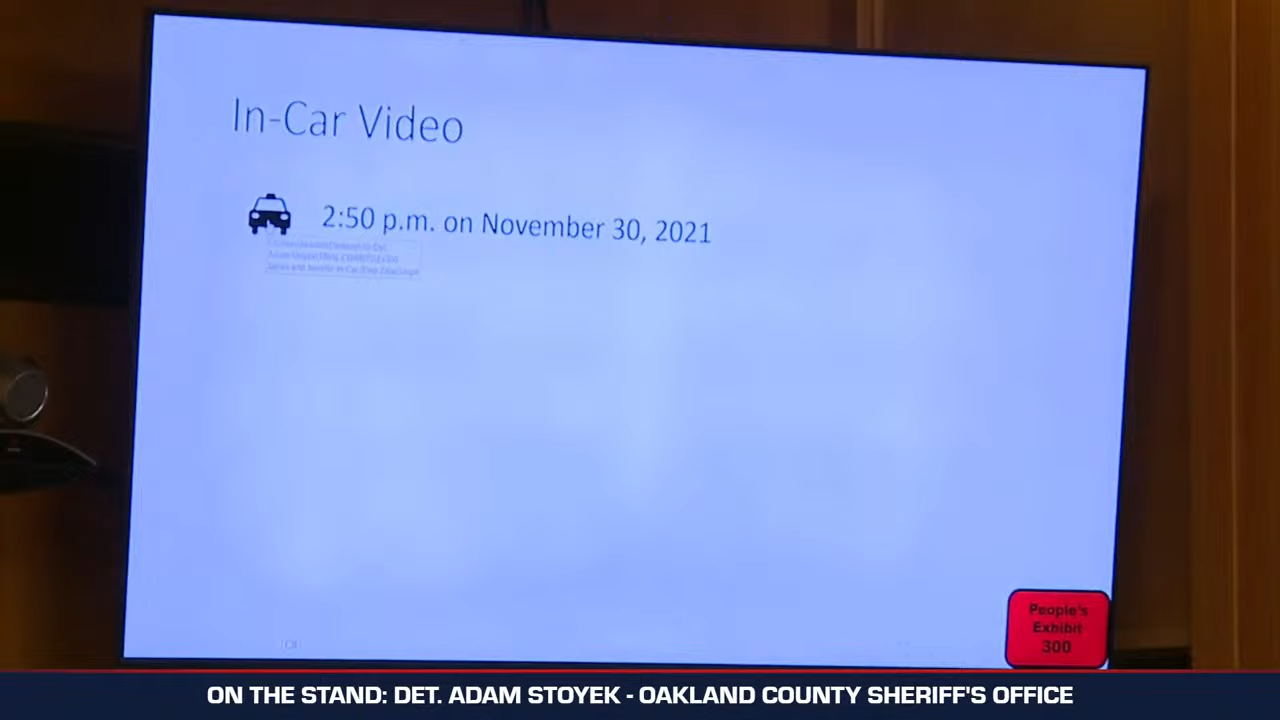 In-Car Video
2:50 p.m. on November 30, 2021
People's
Exhibit
300
ON THE STAND: DET. ADAM STOYEK - OAKLAND COUNTY SHERIFF'S OFFICE